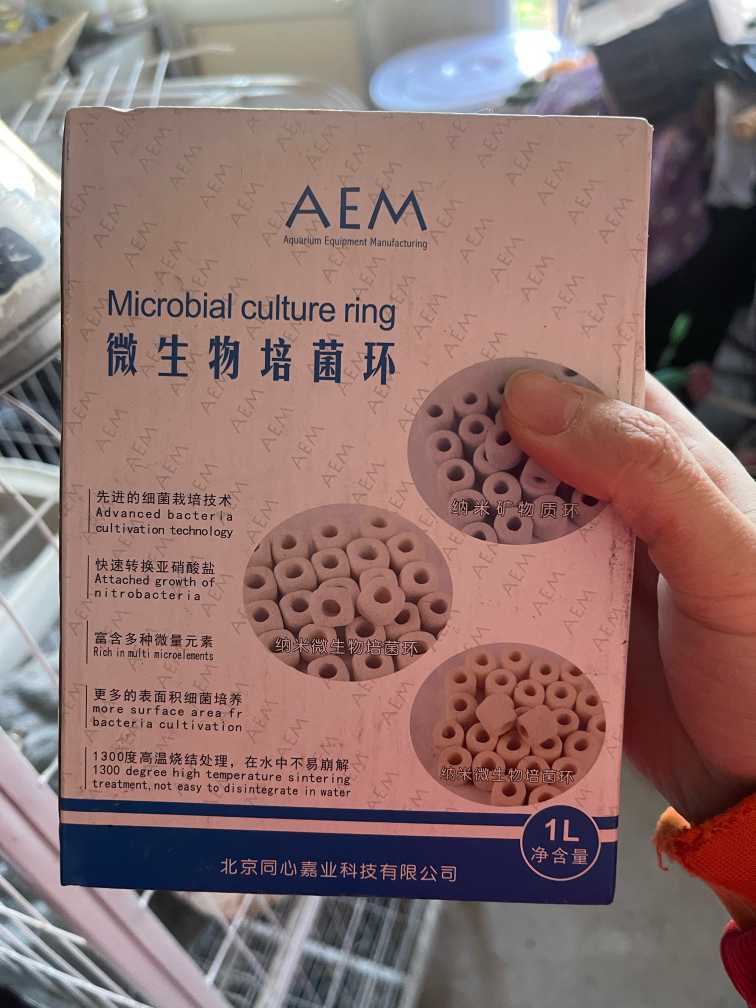 AEM
Aquarium Equipment Manufacturing
Microbial culture ring
微生物培菌环
纳米矿物质环
先进的细菌栽培技术
Advanced bacteria
cultivation technology
快速转换亚硝酸盐
Attached growth of
nitrobacteria
纳米微生物培菌环
富含多种微量元素
Rich in multi microelements
更多的表面积细菌培养
more surface area fr
bacteria cultivation
纳米微生物培菌环
1300度高温烧结处理，在水中不易崩解
1300 degree high temperature sintering
treatment,not easy to disintegrate in water
1L
净含量
北京同心嘉业科技有限公司